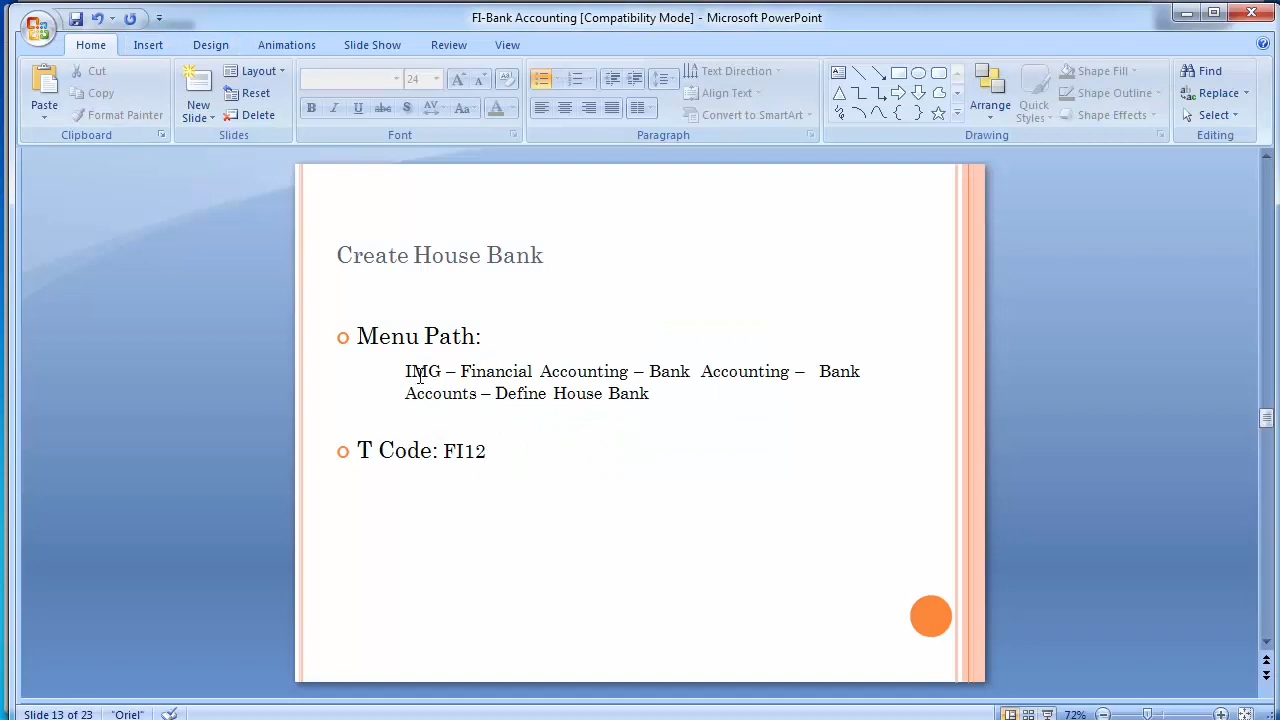 FI-Bank Accounting [Compatibility Mode] - Microsoft PowerPoint
Home Insert Design Animations Slide Show Review View
Paste
Cut
Copy
Format Painter
Clipboard
New Slide
Layout
Reset
Delete
Slides
24
B I U abc S AV Aa A
Font
Text Direction
Align Text
Convert to SmartArt
Paragraph
Arrange
Quick Styles
Shape Fill
Shape Outline
Shape Effects
Drawing
Find
Replace
Select
Editing
Create House Bank
Menu Path:
IMG – Financial Accounting – Bank Accounting – Bank
Accounts – Define House Bank
T Code: FI12
Slide 13 of 23 "Oriel" 72%